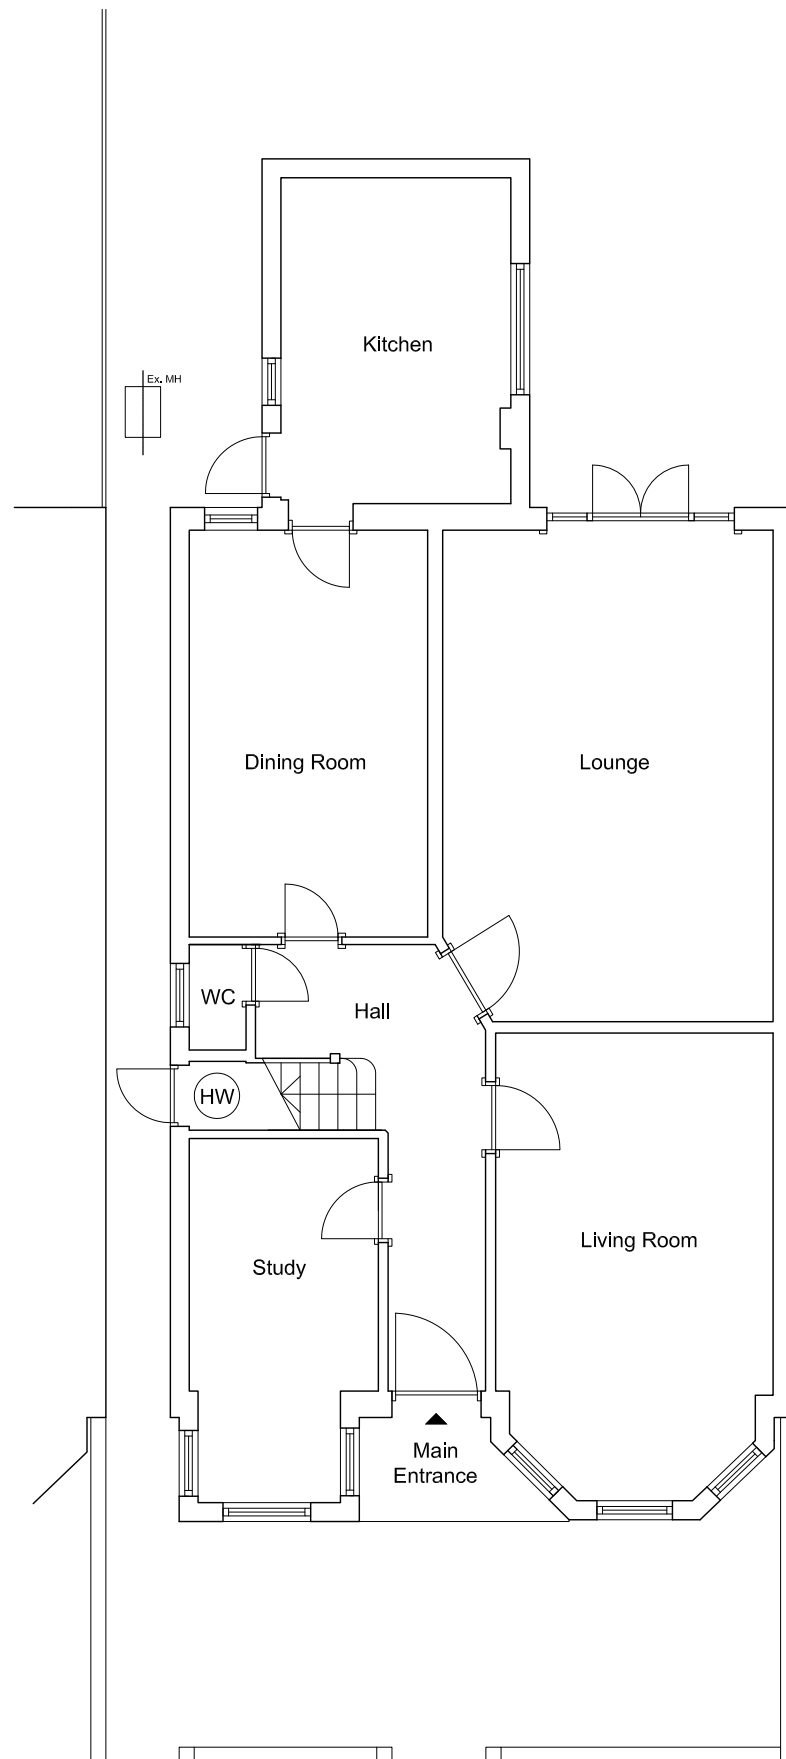 Kitchen
Ex. MH
Dining Room
Lounge
WC
Hall
HW
Living Room
Study
Main
Entrance